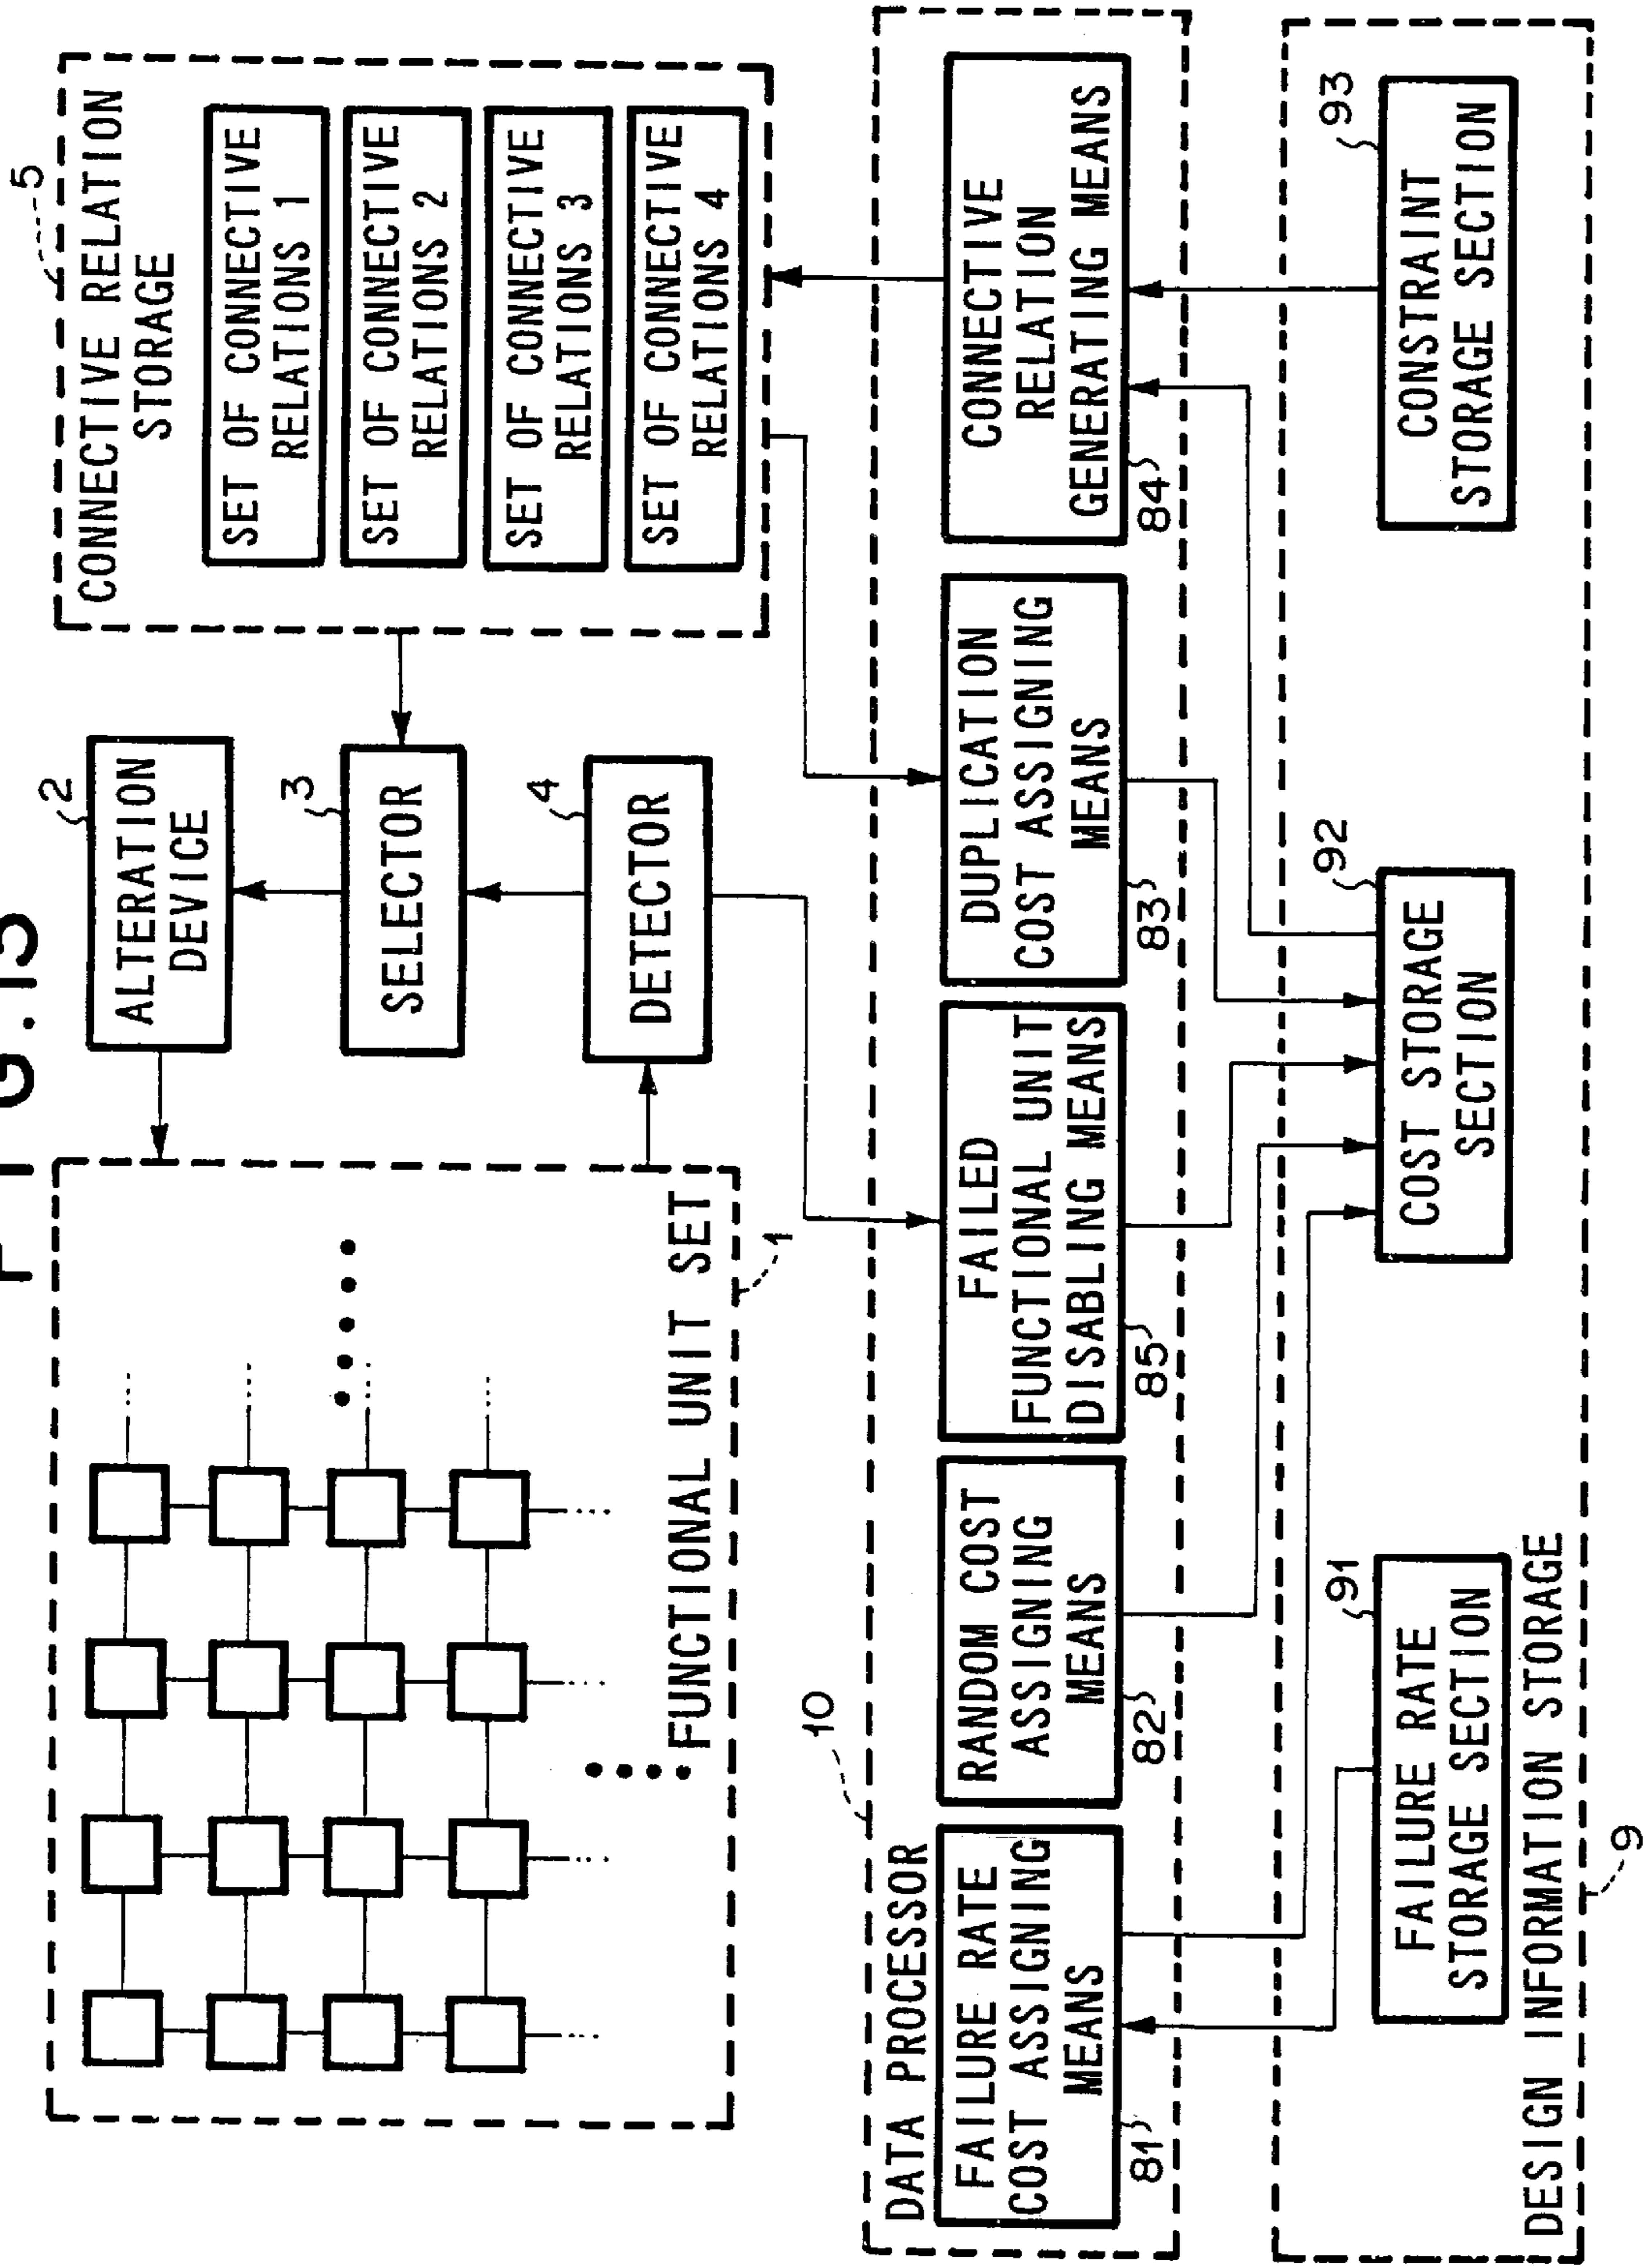 FIG.15
FUNCTIONAL UNIT SET
1
ALTERATION
DEVICE
2
SELECTOR
3
DETECTOR
4
5
CONNECTIVE RELATION
STORAGE
SET OF CONNECTIVE
RELATIONS 1
SET OF CONNECTIVE
RELATIONS 2
SET OF CONNECTIVE
RELATIONS 3
SET OF CONNECTIVE
RELATIONS 4
10
DATA PROCESSOR
FAILURE RATE
COST ASSIGNING
MEANS
81
RANDOM COST
ASSIGNING
MEANS
82
FAILED
FUNCTIONAL UNIT
DISABLING MEANS
85
DUPLICATION
COST ASSIGNING
MEANS
83
CONNECTIVE
RELATION
GENERATING MEANS
84
91
FAILURE RATE
STORAGE SECTION
92
COST STORAGE
SECTION
93
CONSTRAINT
STORAGE SECTION
DESIGN INFORMATION STORAGE
9